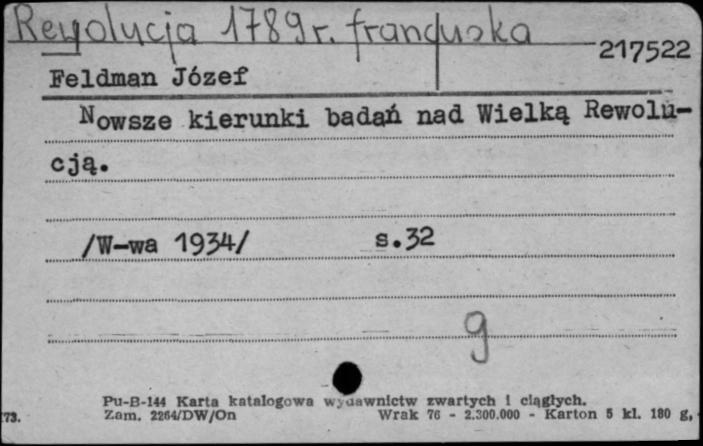 Rewolucja 1789 r. francuska
217522
Feldman Józef
Nowsze kierunki badań nad Wielką Rewolu-
cją.
/W-wa 1934/ s.32
g
Pu-B-144 Karta katalogowa wydawnictw zwartych i ciągłych.
73. Zam. 2264/DW/On Wrak 76 - 2.300.000 - Karton 5 kl. 180 g,